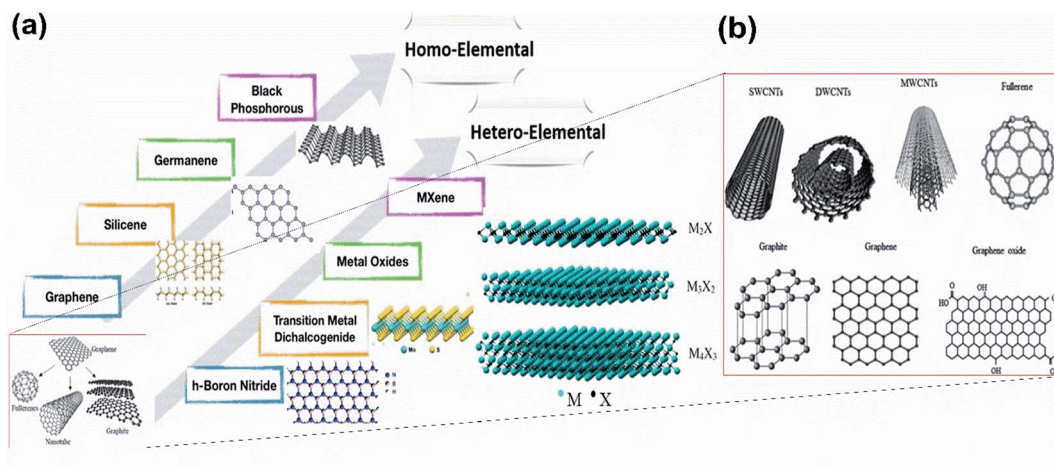 (a)
Homo-Elemental
Black
Phosphorous
Hetero-Elemental
Germanene
MXene
Silicene
M₂X
Metal Oxides
Graphene
M₃X₂
Transition Metal
Dichalcogenide
Mo
S
M₄X₃
h-Boron Nitride
N
B
H
M
X
Graphene
Fullerenes
Nanotube
Graphite
(b)
SWCNTs
DWCNTs
MWCNTs
Fullerene
Graphite
Graphene
Graphene oxide
O
OH
HO
OH
OH